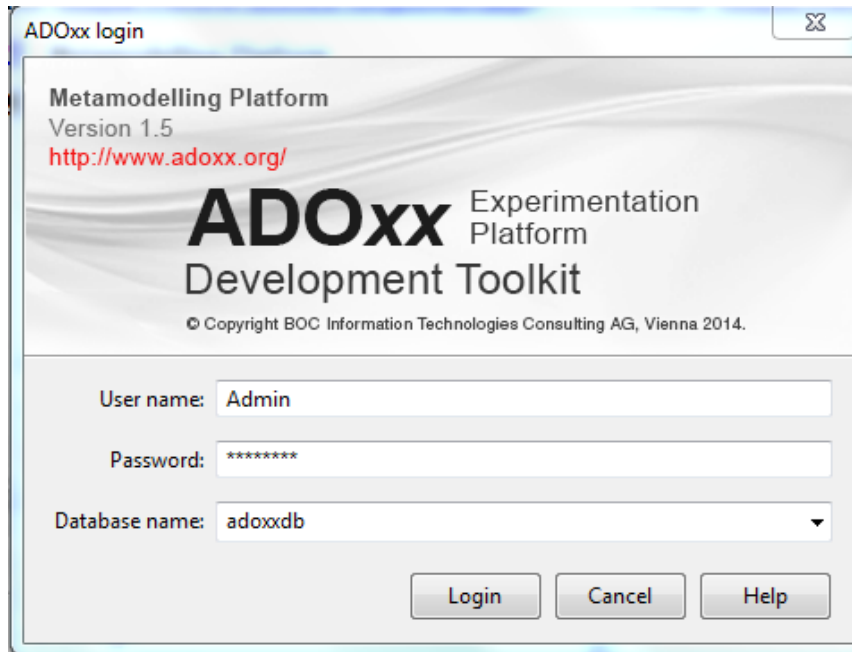 ADOxx login
Metamodelling Platform
Version 1.5
http://www.adoxx.org/
ADOxx Experimentation
Platform
Development Toolkit
© Copyright BOC Information Technologies Consulting AG, Vienna 2014.
User name: Admin
Password: ********
Database name: adoxxdb
Login Cancel Help